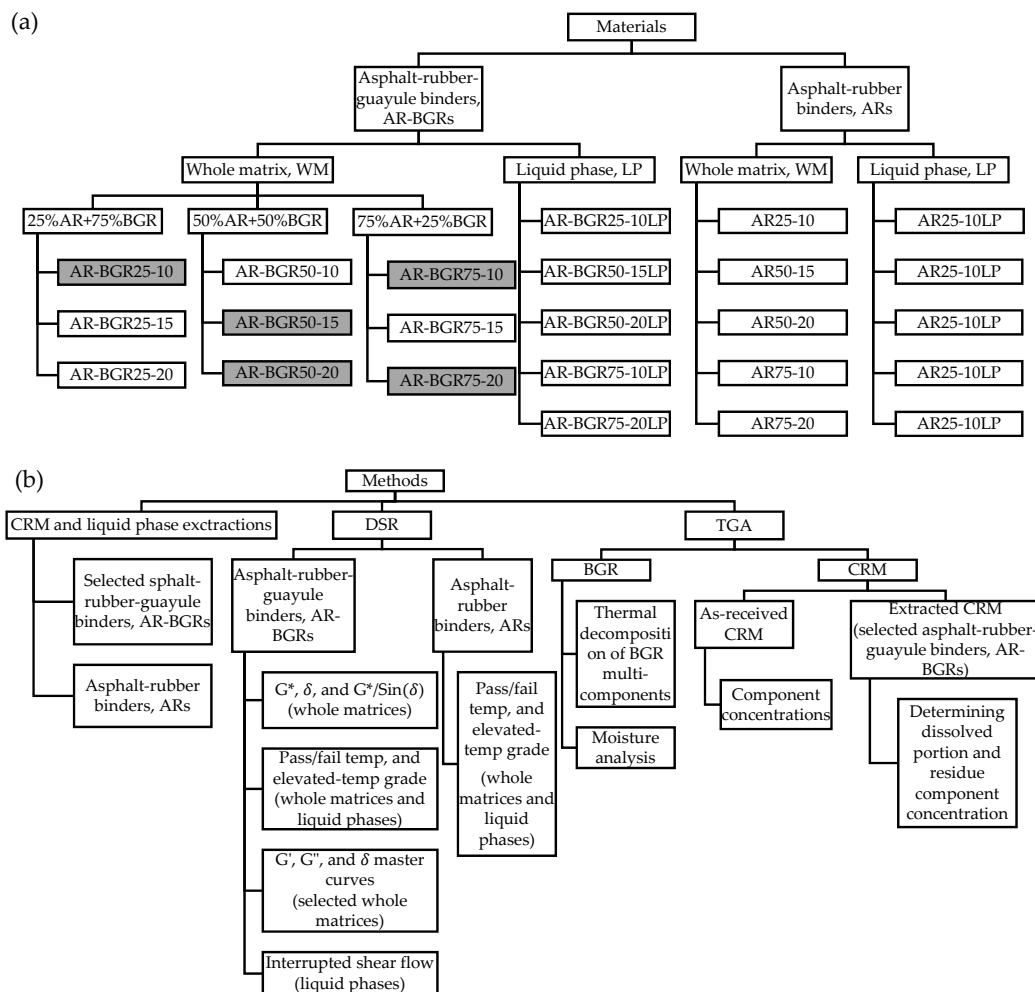 (a)
Materials
Asphalt-rubber-
guayule binders,
AR-BGRs
Asphalt-rubber
binders, ARs
Whole matrix, WM
Liquid phase, LP
Whole matrix, WM
Liquid phase, LP
25%AR+75%BGR
50%AR+50%BGR
75%AR+25%BGR
AR-BGR25-10
AR-BGR25-15
AR-BGR25-20
AR-BGR50-10
AR-BGR50-15
AR-BGR50-20
AR-BGR75-10
AR-BGR75-15
AR-BGR75-20
AR-BGR25-10LP
AR-BGR50-15LP
AR-BGR50-20LP
AR-BGR75-10LP
AR-BGR75-20LP
AR25-10
AR50-15
AR50-20
AR75-10
AR75-20
AR25-10LP
AR25-10LP
AR25-10LP
AR25-10LP
AR25-10LP
(b)
Methods
CRM and liquid phase exctractions
Selected sphalt-
rubber-guayule
binders, AR-BGRs
Asphalt-rubber
binders, ARs
DSR
Asphalt-rubber-
guayule
binders, AR-
BGRs
G*, δ, and G*/Sin(δ)
(whole matrices)
Pass/fail temp, and
elevated-temp grade
(whole matrices and
liquid phases)
G', G", and δ master
curves
(selected whole
matrices)
Interrupted shear flow
(liquid phases)
Asphalt-
rubber
binders, ARs
Pass/fail
temp, and
elevated-
temp grade
(whole
matrices and
liquid
phases)
TGA
BGR
Thermal
decompositi
on of BGR
multi-
components
Moisture
analysis
CRM
As-received
CRM
Component
concentrations
Extracted CRM
(selected asphalt-rubber-
guayule binders, AR-
BGRs)
Determining
dissolved
portion and
residue
component
concentration